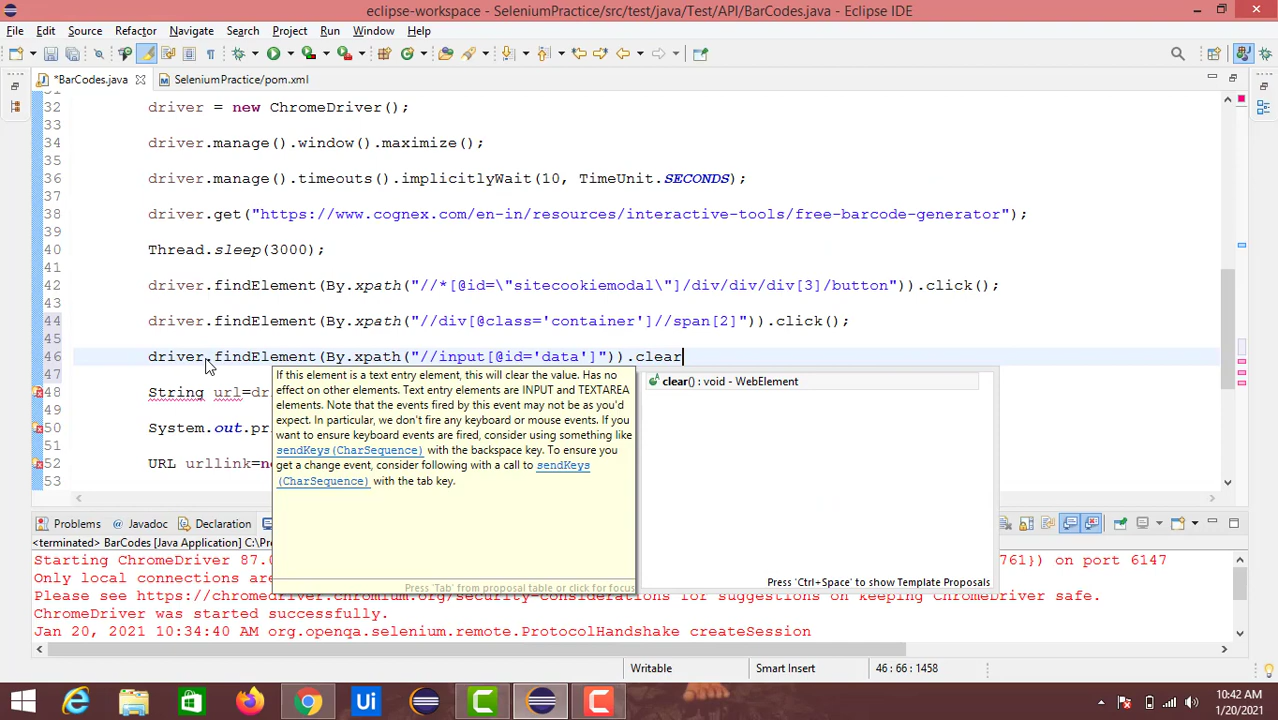 eclipse-workspace - SeleniumPractice/src/test/java/Test/API/BarCodes.java - Eclipse IDE
File Edit Source Refactor Navigate Search Project Run Window Help
*BarCodes.java SeleniumPractice/pom.xml
31
32 driver = new ChromeDriver();
33
34 driver.manage().window().maximize();
35
36 driver.manage().timeouts().implicitlyWait(10, TimeUnit.SECONDS);
37
38 driver.get("https://www.cognex.com/en-in/resources/interactive-tools/free-barcode-generator");
39
40 Thread.sleep(3000);
41
42 driver.findElement(By.xpath("//*[@id=\"sitecookiemodal\"]/div/div/div[3]/button")).click();
43
44 driver.findElement(By.xpath("//div[@class='container']//span[2]")).click();
45
46 driver.findElement(By.xpath("//input[@id='data']")).clear
47
48 String url=dr
49
50 System.out.pri
51
52 URL urllink=ne
53
If this element is a text entry element, this will clear the value. Has no
effect on other elements. Text entry elements are INPUT and TEXTAREA
elements. Note that the events fired by this event may not be as you'd
expect. In particular, we don't fire any keyboard or mouse events. If you
want to ensure keyboard events are fired, consider using something like
sendKeys(CharSequence) with the backspace key. To ensure you
get a change event, consider following with a call to sendKeys
(CharSequence) with the tab key.
Press 'Tab' from proposal table or click for focus
clear() : void - WebElement
Press 'Ctrl+Space' to show Template Proposals
Problems @ Javadoc Declaration
<terminated> BarCodes [Java Application] C:\Pr
Starting ChromeDriver 87.0 761}) on port 6147
Only local connections are
Please see https://chromedriver.chromium.org/security-considerations for suggestions on keeping ChromeDriver safe.
ChromeDriver was started successfully.
Jan 20, 2021 10:34:40 AM org.openqa.selenium.remote.ProtocolHandshake createSession
Writable Smart Insert 46 : 66 : 1458
Ui
10:42 AM
1/20/2021